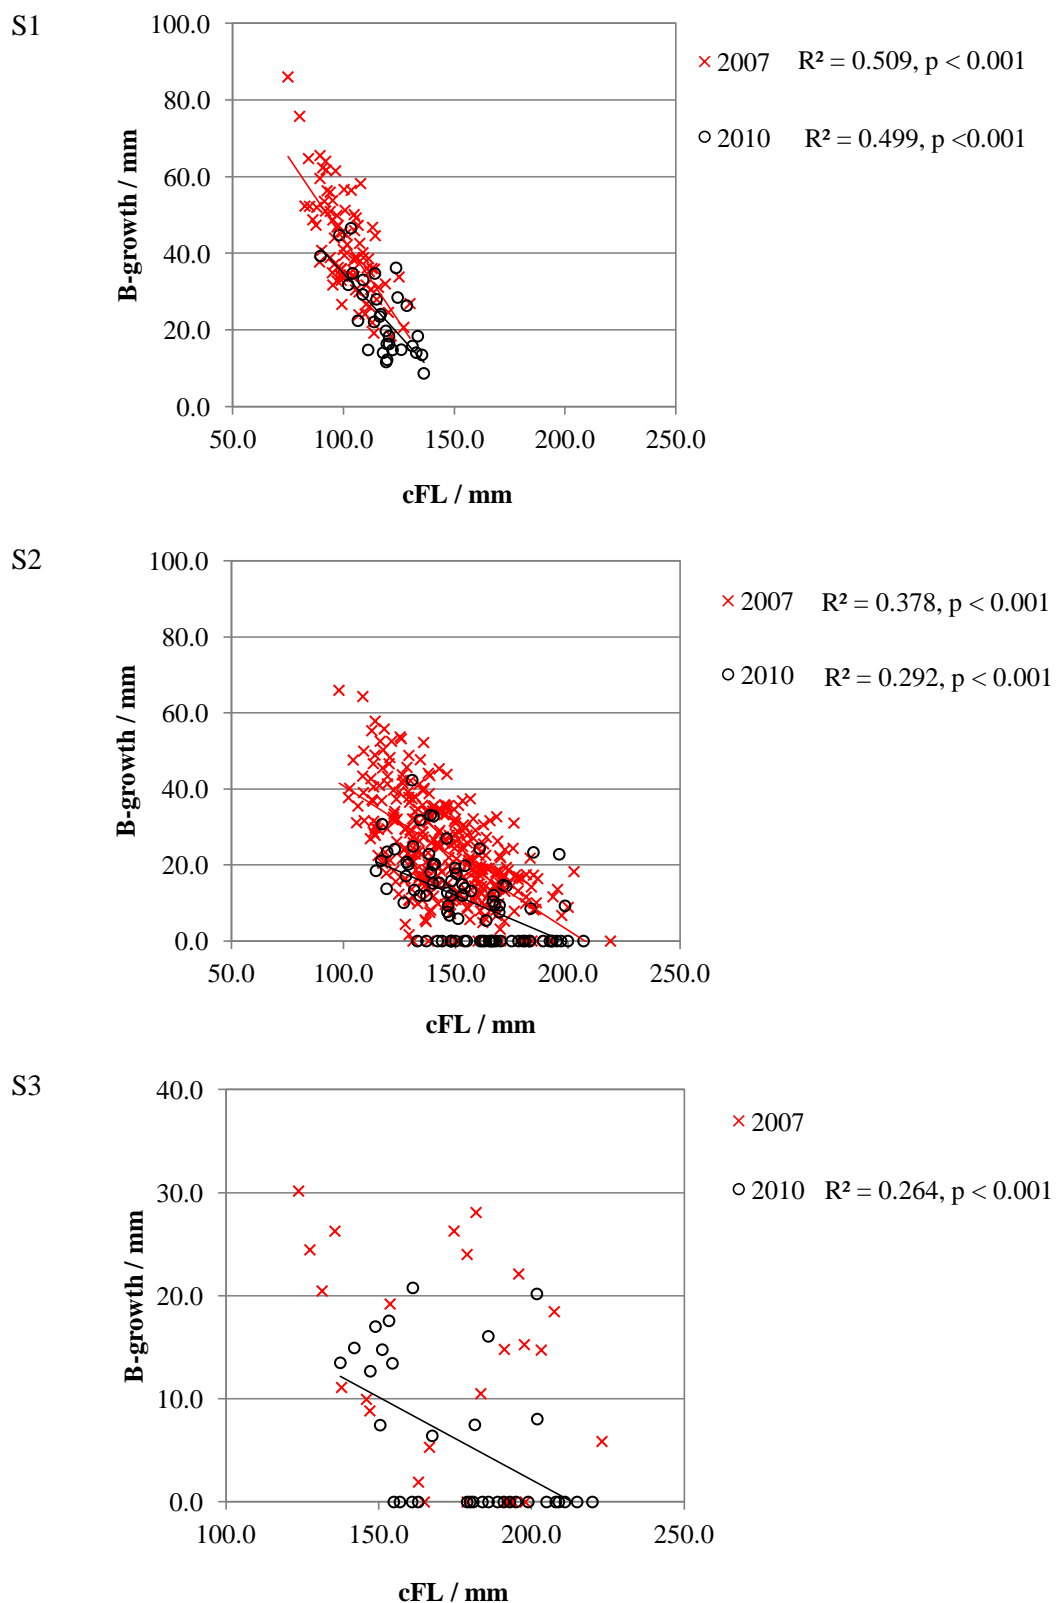 S1
100.0
80.0
60.0
40.0
20.0
0.0
B-growth / mm
50.0 100.0 150.0 200.0 250.0
cFL / mm
2007 R² = 0.509, p < 0.001
2010 R² = 0.499, p <0.001
S2
100.0
80.0
60.0
40.0
20.0
0.0
B-growth / mm
50.0 100.0 150.0 200.0 250.0
cFL / mm
2007 R² = 0.378, p < 0.001
2010 R² = 0.292, p < 0.001
S3
40.0
30.0
20.0
10.0
0.0
B-growth / mm
100.0 150.0 200.0 250.0
cFL / mm
2007
2010 R² = 0.264, p < 0.001